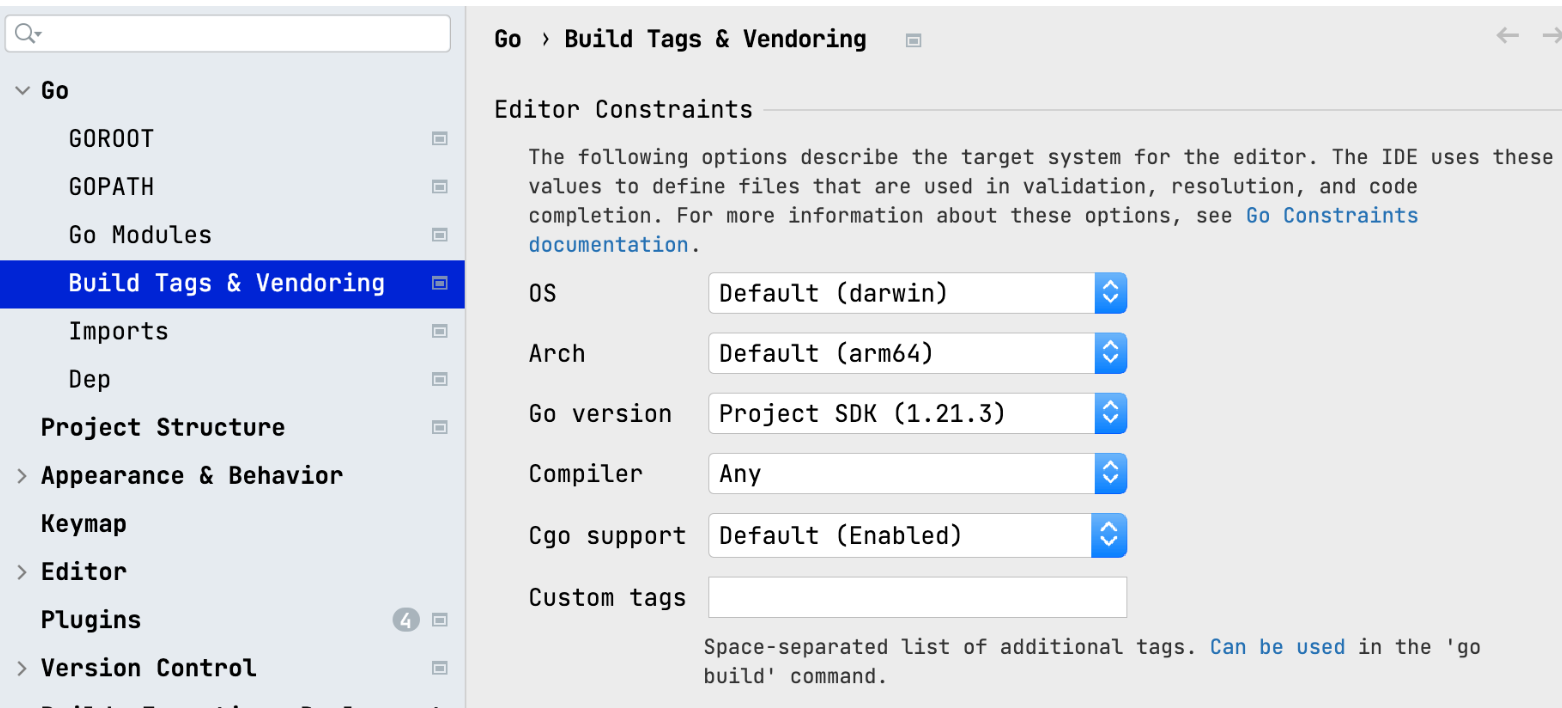 Go
GOROOT
GOPATH
Go Modules
Build Tags & Vendoring
Imports
Dep
Project Structure
Appearance & Behavior
Keymap
Editor
Plugins 4
Version Control
Go › Build Tags & Vendoring
Editor Constraints
The following options describe the target system for the editor. The IDE uses these
values to define files that are used in validation, resolution, and code
completion. For more information about these options, see Go Constraints
documentation.
OS Default (darwin)
Arch Default (arm64)
Go version Project SDK (1.21.3)
Compiler Any
Cgo support Default (Enabled)
Custom tags
Space-separated list of additional tags. Can be used in the 'go
build' command.